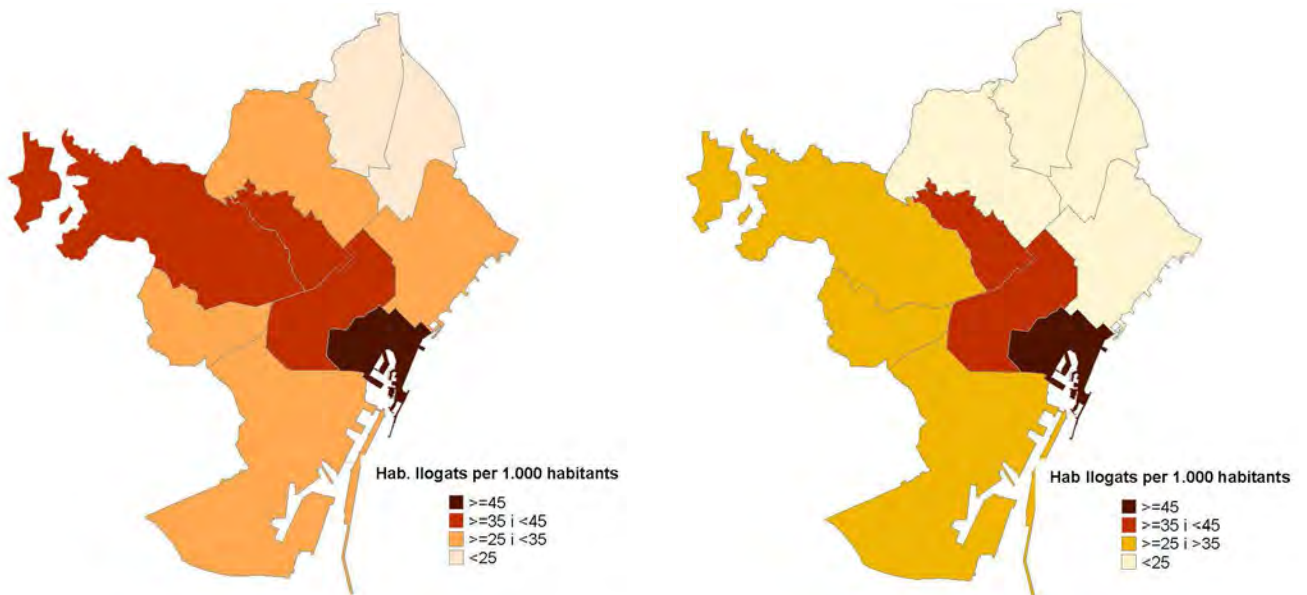 Hab. llogats per 1.000 habitants
>=45
>=35 i <45
>=25 i <35
<25
Hab llogats per 1.000 habitants
>=45
>=35 i <45
>=25 i >35
<25